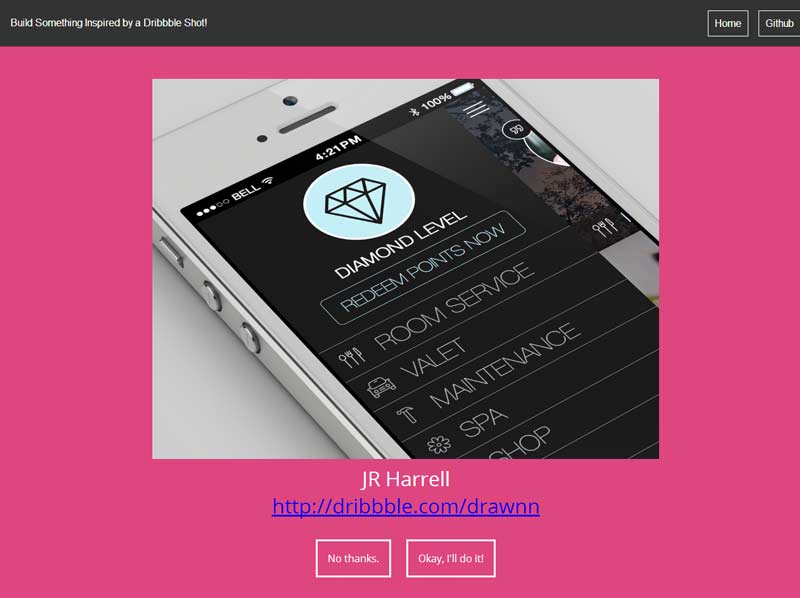 Build Something Inspired by a Dribbble Shot!
Home
Github
BELL
4:21PM
100%
DIAMOND LEVEL
REDEEM POINTS NOW
ROOM SERVICE
VALET
MAINTENANCE
SPA
SHOP
JR Harrell
http://dribbble.com/drawnn
No thanks.
Okay, I'll do it!